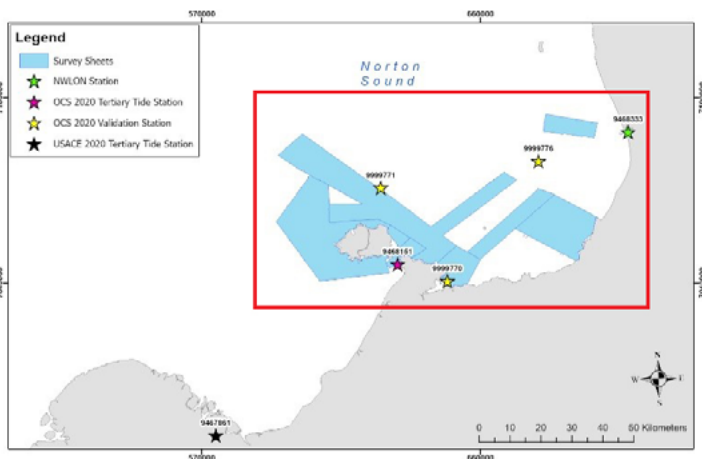 570000
660000
Legend
Survey Sheets
NWLON Station
OCS 2020 Tertiary Tide Station
OCS 2020 Validation Station
USACE 2020 Tertiary Tide Station
Norton
Sound
9468333
9999776
9999771
9468151
9999770
9467861
N
W E
S
0 10 20 30 40 50 Kilometers
570000
660000